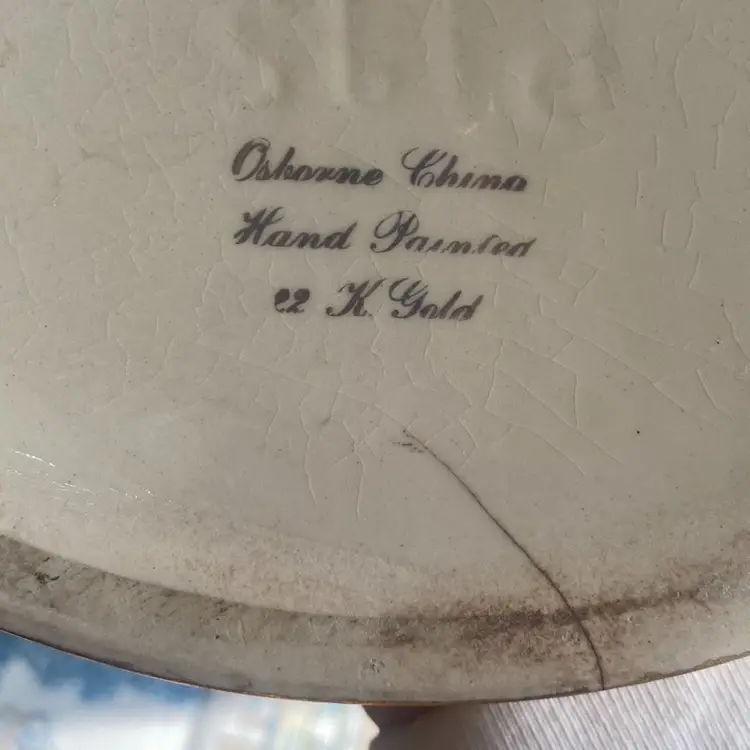 Osborne China
Hand Painted
22 K. Gold